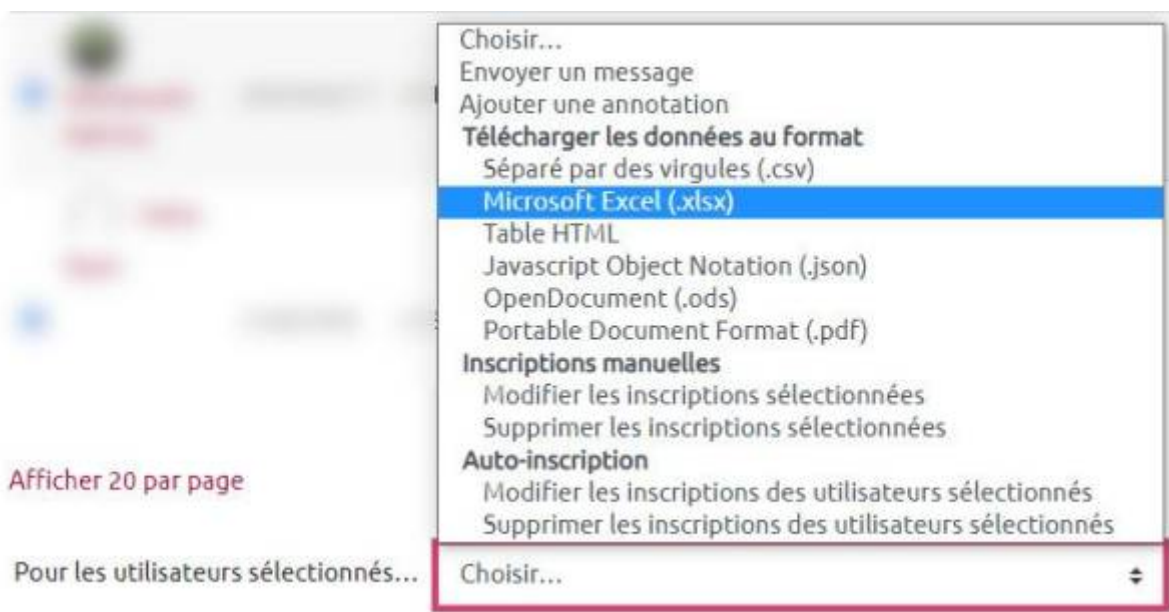 Choisir...
Envoyer un message
Ajouter une annotation
Télécharger les données au format
Séparé par des virgules (.csv)
Microsoft Excel (.xlsx)
Table HTML
Javascript Object Notation (.json)
OpenDocument (.ods)
Portable Document Format (.pdf)
Inscriptions manuelles
Modifier les inscriptions sélectionnées
Supprimer les inscriptions sélectionnées
Auto-inscription
Modifier les inscriptions des utilisateurs sélectionnés
Supprimer les inscriptions des utilisateurs sélectionnés
Afficher 20 par page
Pour les utilisateurs sélectionnés... Choisir...